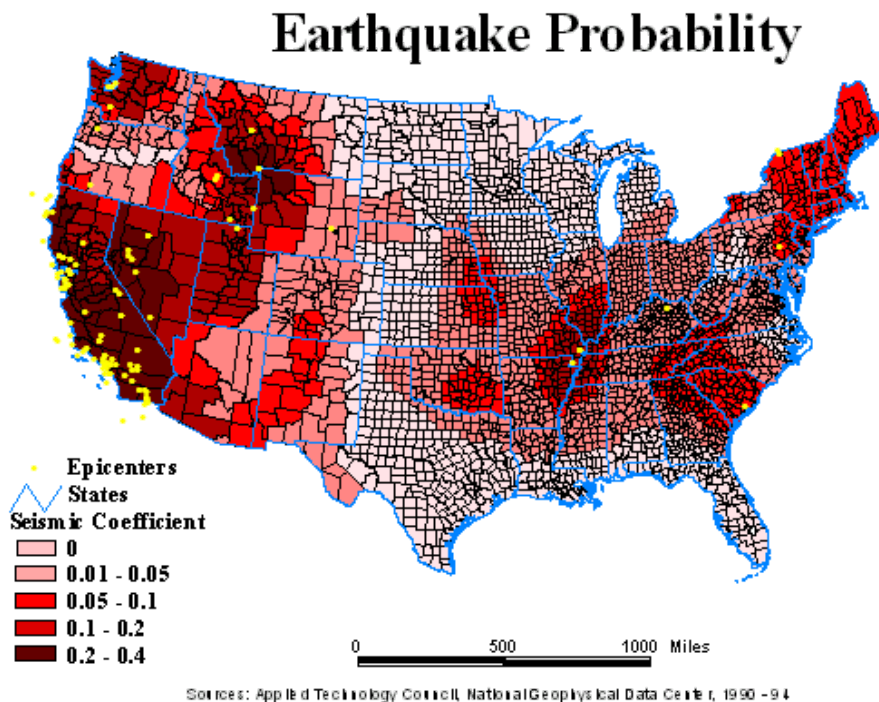 Earthquake Probability
Epicenters
States
Seismic Coefficient
0
0.01 - 0.05
0.05 - 0.1
0.1 - 0.2
0.2 - 0.4
0 500 1000 Miles
Sources: Applied Technology Council, National Geophysical Data Center, 1990 - 94